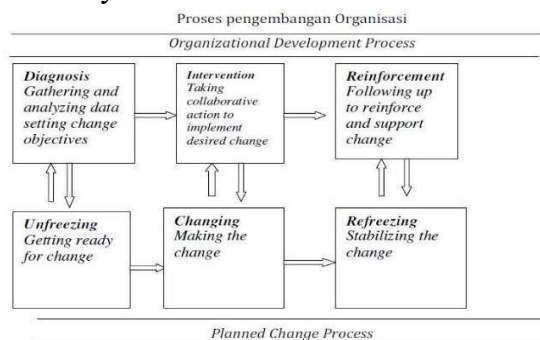 Proses pengembangan Organisasi
Organizational Development Process
Diagnosis
Gathering and
analyzing data
setting change
objectives
Intervention
Taking
collaborative
action to
implement
desired change
Reinforcement
Following up
to reinforce
and support
change
Unfreezing
Getting ready
for change
Changing
Making the
change
Refreezing
Stabilizing the
change
Planned Change Process